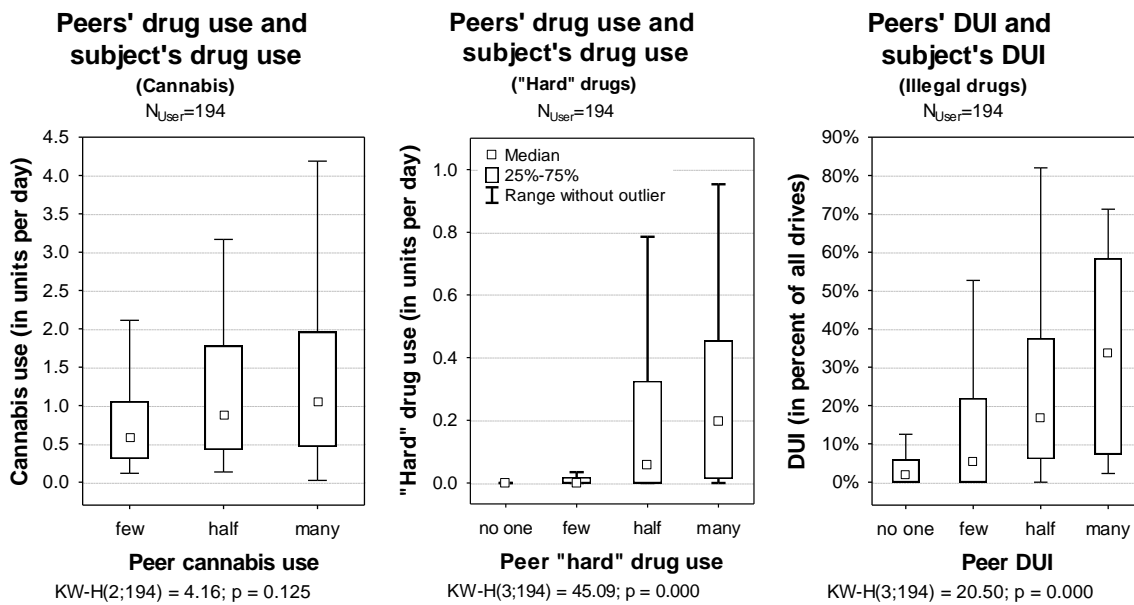 Peers' drug use and
subject's drug use
(Cannabis)
N_User=194
4.5
4.0
3.5
3.0
2.5
2.0
1.5
1.0
0.5
0.0
Cannabis use (in units per day)
few half many
Peer cannabis use
KW-H(2;194) = 4.16; p = 0.125
Peers' drug use and
subject's drug use
("Hard" drugs)
N_User=194
Median
25%-75%
Range without outlier
1.0
0.8
0.6
0.4
0.2
0.0
"Hard" drug use (in units per day)
no one few half many
Peer "hard" drug use
KW-H(3;194) = 45.09; p = 0.000
Peers' DUI and
subject's DUI
(Illegal drugs)
N_User=194
90%
80%
70%
60%
50%
40%
30%
20%
10%
0%
DUI (in percent of all drives)
no one few half many
Peer DUI
KW-H(3;194) = 20.50; p = 0.000